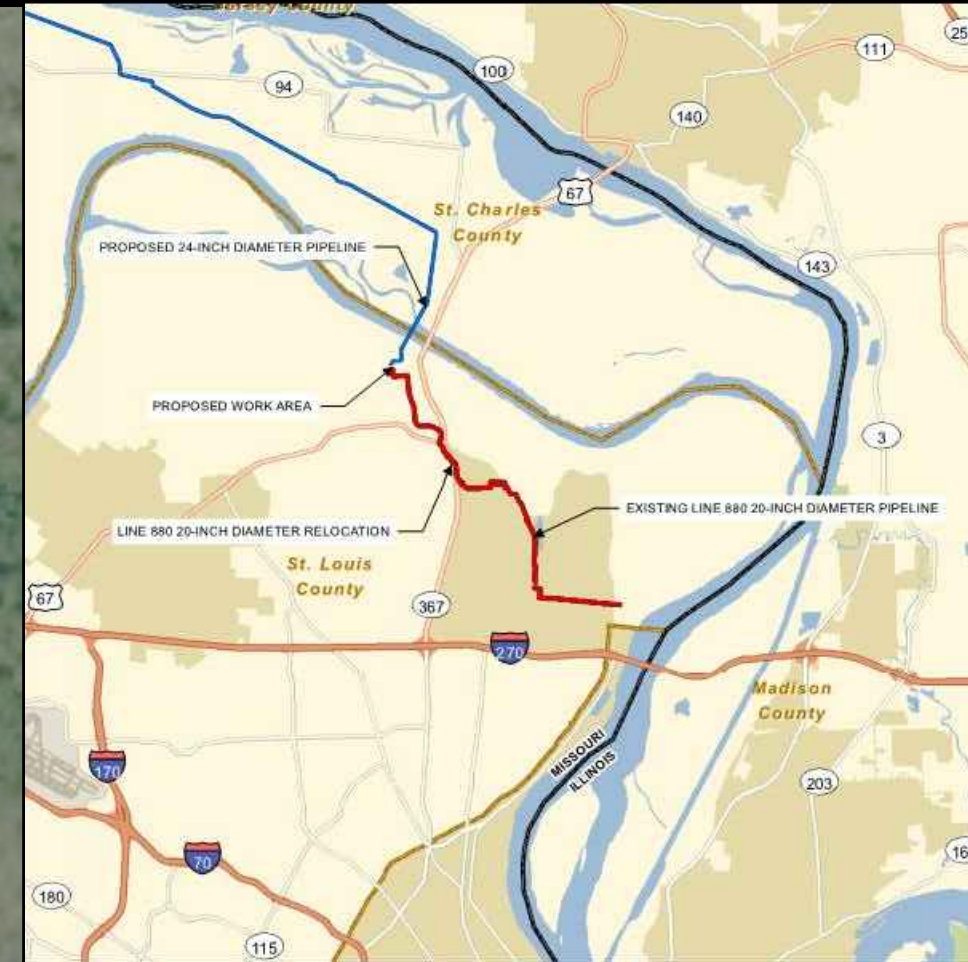 Jersey County
25
111
100
94
140
67
St. Charles
County
PROPOSED 24-INCH DIAMETER PIPELINE
143
PROPOSED WORK AREA
3
LINE 880 20-INCH DIAMETER RELOCATION
EXISTING LINE 880 20-INCH DIAMETER PIPELINE
St. Louis
County
67
367
270
Madison
County
MISSOURI
ILLINOIS
170
203
70
16
180
115